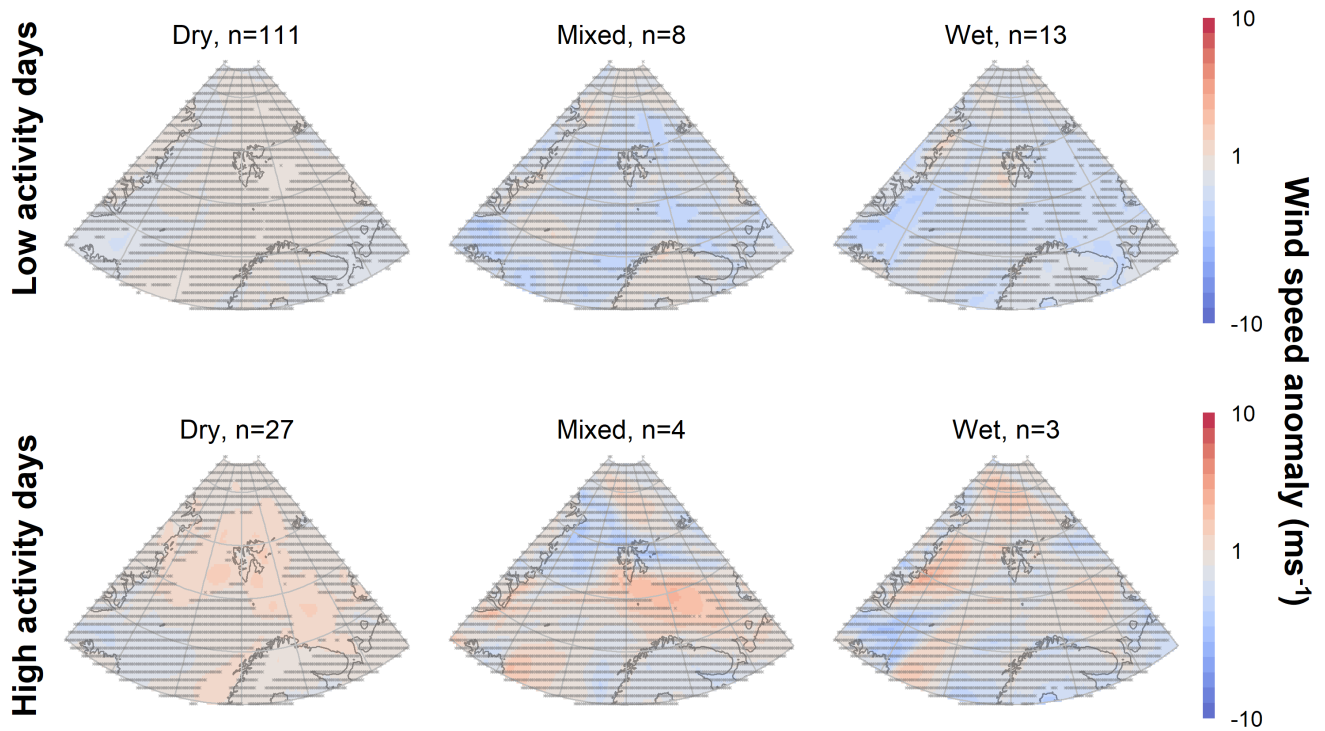 Low activity days
Dry, n=111
Mixed, n=8
Wet, n=13
10
1
-10
Wind speed anomaly (ms-1)
High activity days
Dry, n=27
Mixed, n=4
Wet, n=3
10
1
-10